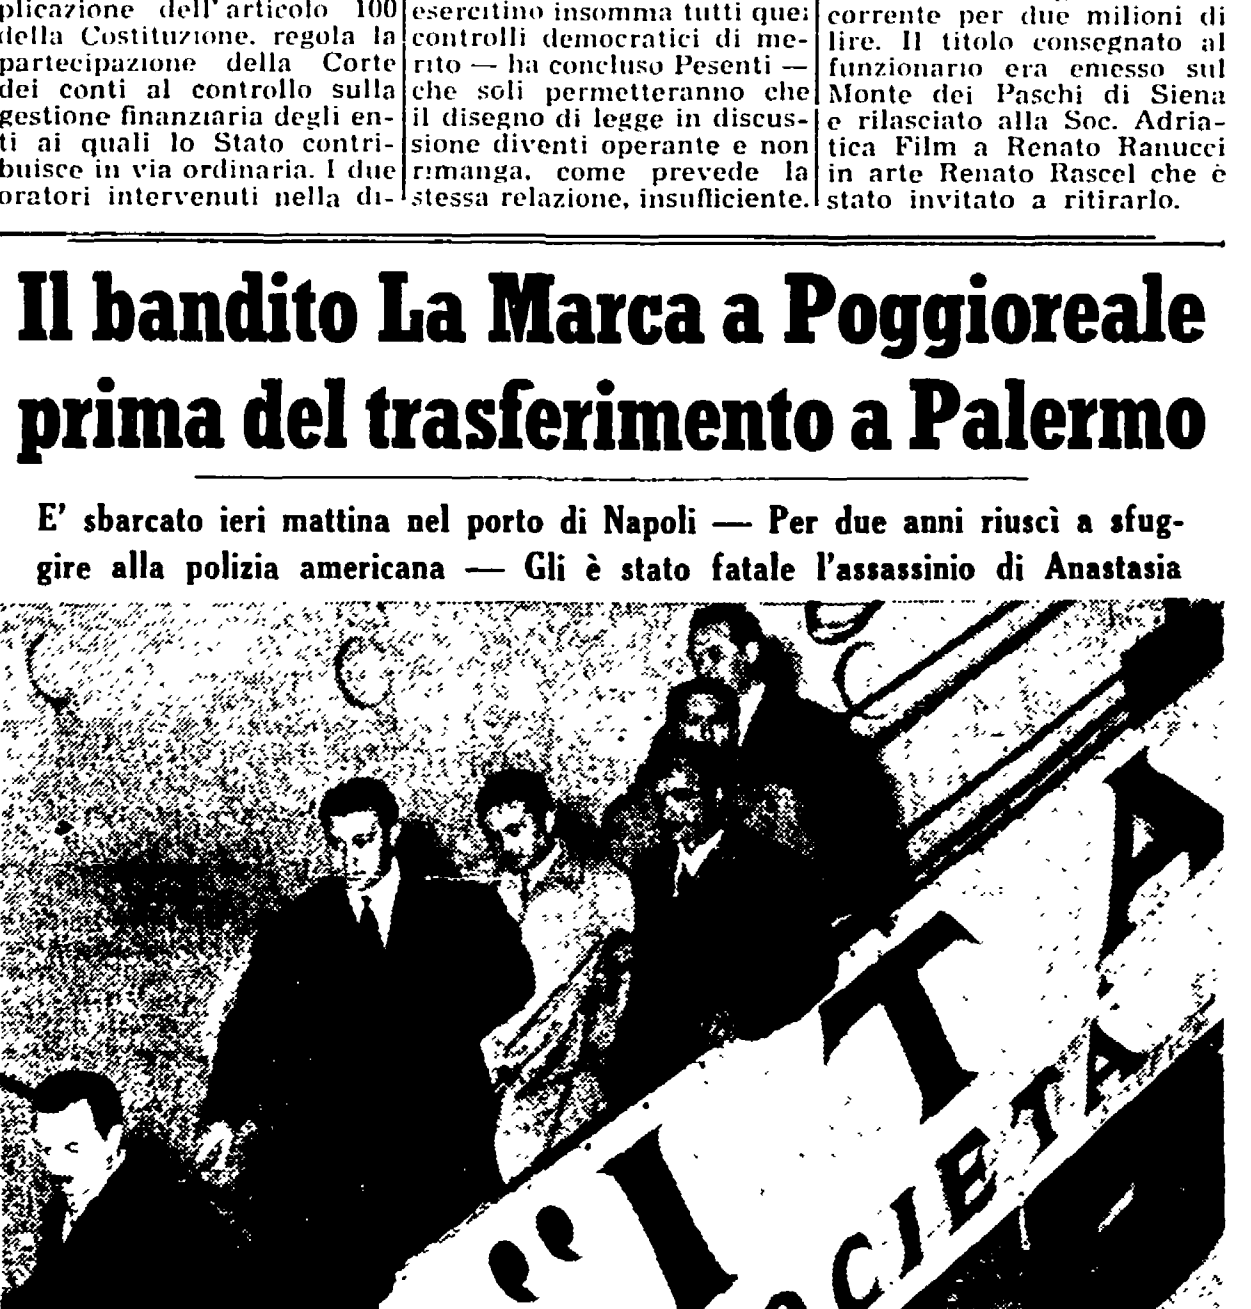 plicazione dell'articolo 100
della Costituzione, regola la
partecipazione della Corte
dei conti al controllo sulla
gestione finanziaria degli en-
ti ai quali lo Stato contri-
buisce in via ordinaria. I due
oratori intervenuti nella di-
esercitino insomma tutti quei
controlli democratici di me-
rito — ha concluso Pesenti —
che soli permetteranno che
il disegno di legge in discus-
sione diventi operante e non
rimanga, come prevede la
stessa relazione, insufficiente.
corrente per due milioni di
lire. Il titolo consegnato al
funzionario era emesso sul
Monte dei Paschi di Siena
e rilasciato alla Soc. Adria-
tica Film a Renato Ranucci
in arte Renato Rascel che è
stato invitato a ritirarlo.
Il bandito La Marca a Poggioreale
prima del trasferimento a Palermo
E' sbarcato ieri mattina nel porto di Napoli — Per due anni riuscì a sfug-
gire alla polizia americana — Gli è stato fatale l'assassinio di Anastasia
"ITA
OCIETA